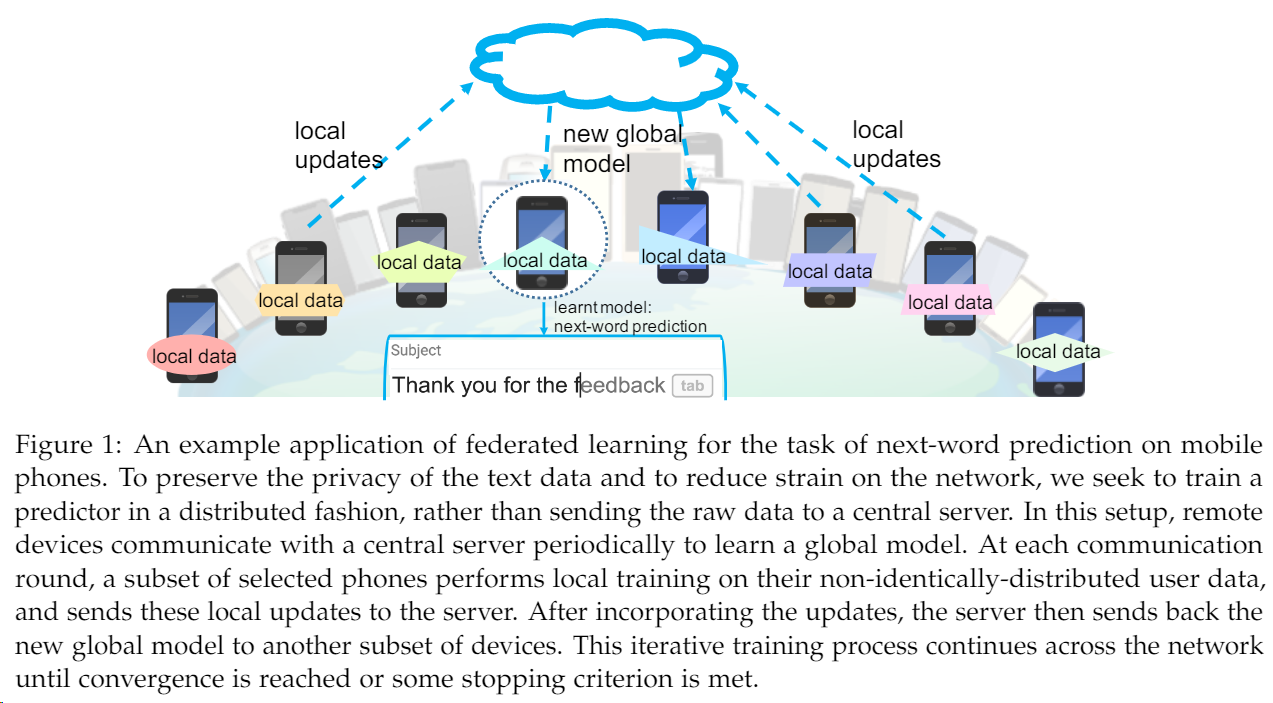 local
updates
new global
model
local
updates
local data
local data
local data
local data
local data
local data
local data
local data
learnt model:
next-word prediction
Subject
Thank you for the feedback tab
Figure 1: An example application of federated learning for the task of next-word prediction on mobile
phones. To preserve the privacy of the text data and to reduce strain on the network, we seek to train a
predictor in a distributed fashion, rather than sending the raw data to a central server. In this setup, remote
devices communicate with a central server periodically to learn a global model. At each communication
round, a subset of selected phones performs local training on their non-identically-distributed user data,
and sends these local updates to the server. After incorporating the updates, the server then sends back the
new global model to another subset of devices. This iterative training process continues across the network
until convergence is reached or some stopping criterion is met.